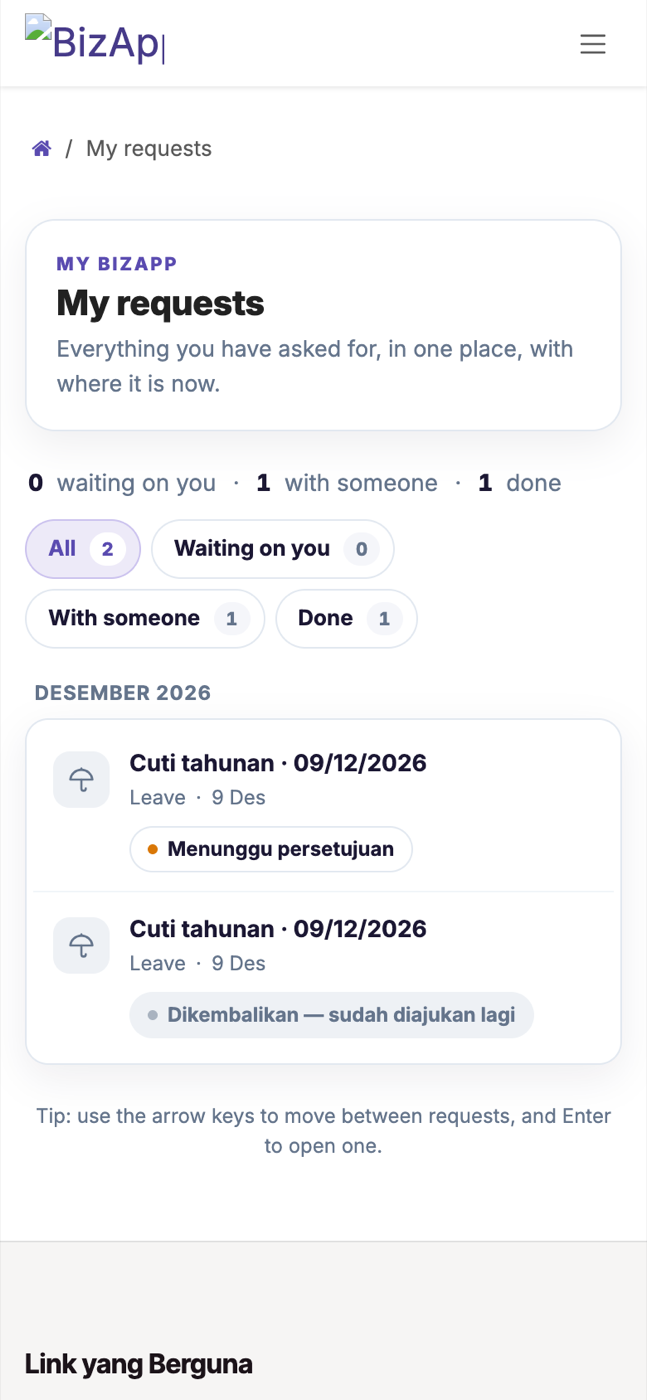 BizAp
/ My requests
MY BIZAPP
My requests
Everything you have asked for, in one place, with
where it is now.
0 waiting on you · 1 with someone · 1 done
All 2 Waiting on you 0
With someone 1 Done 1
DESEMBER 2026
Cuti tahunan · 09/12/2026
Leave · 9 Des
Menunggu persetujuan
Cuti tahunan · 09/12/2026
Leave · 9 Des
Dikembalikan — sudah diajukan lagi
Tip: use the arrow keys to move between requests, and Enter
to open one.
Link yang Berguna